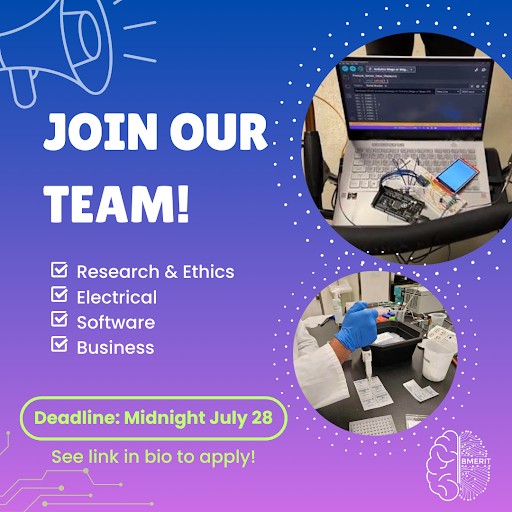 JOIN OUR
TEAM!
Research & Ethics
Electrical
Software
Business
Deadline: Midnight July 28
See link in bio to apply!
BMERIT